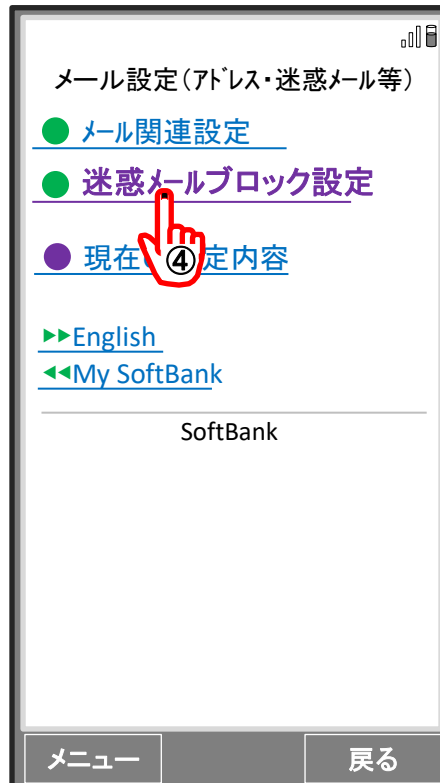 メール設定（アドレス・迷惑メール等）
メール関連設定
迷惑メールブロック設定
現在 定内容
④
▶▶English
◀◀My SoftBank
SoftBank
メニュー 戻る